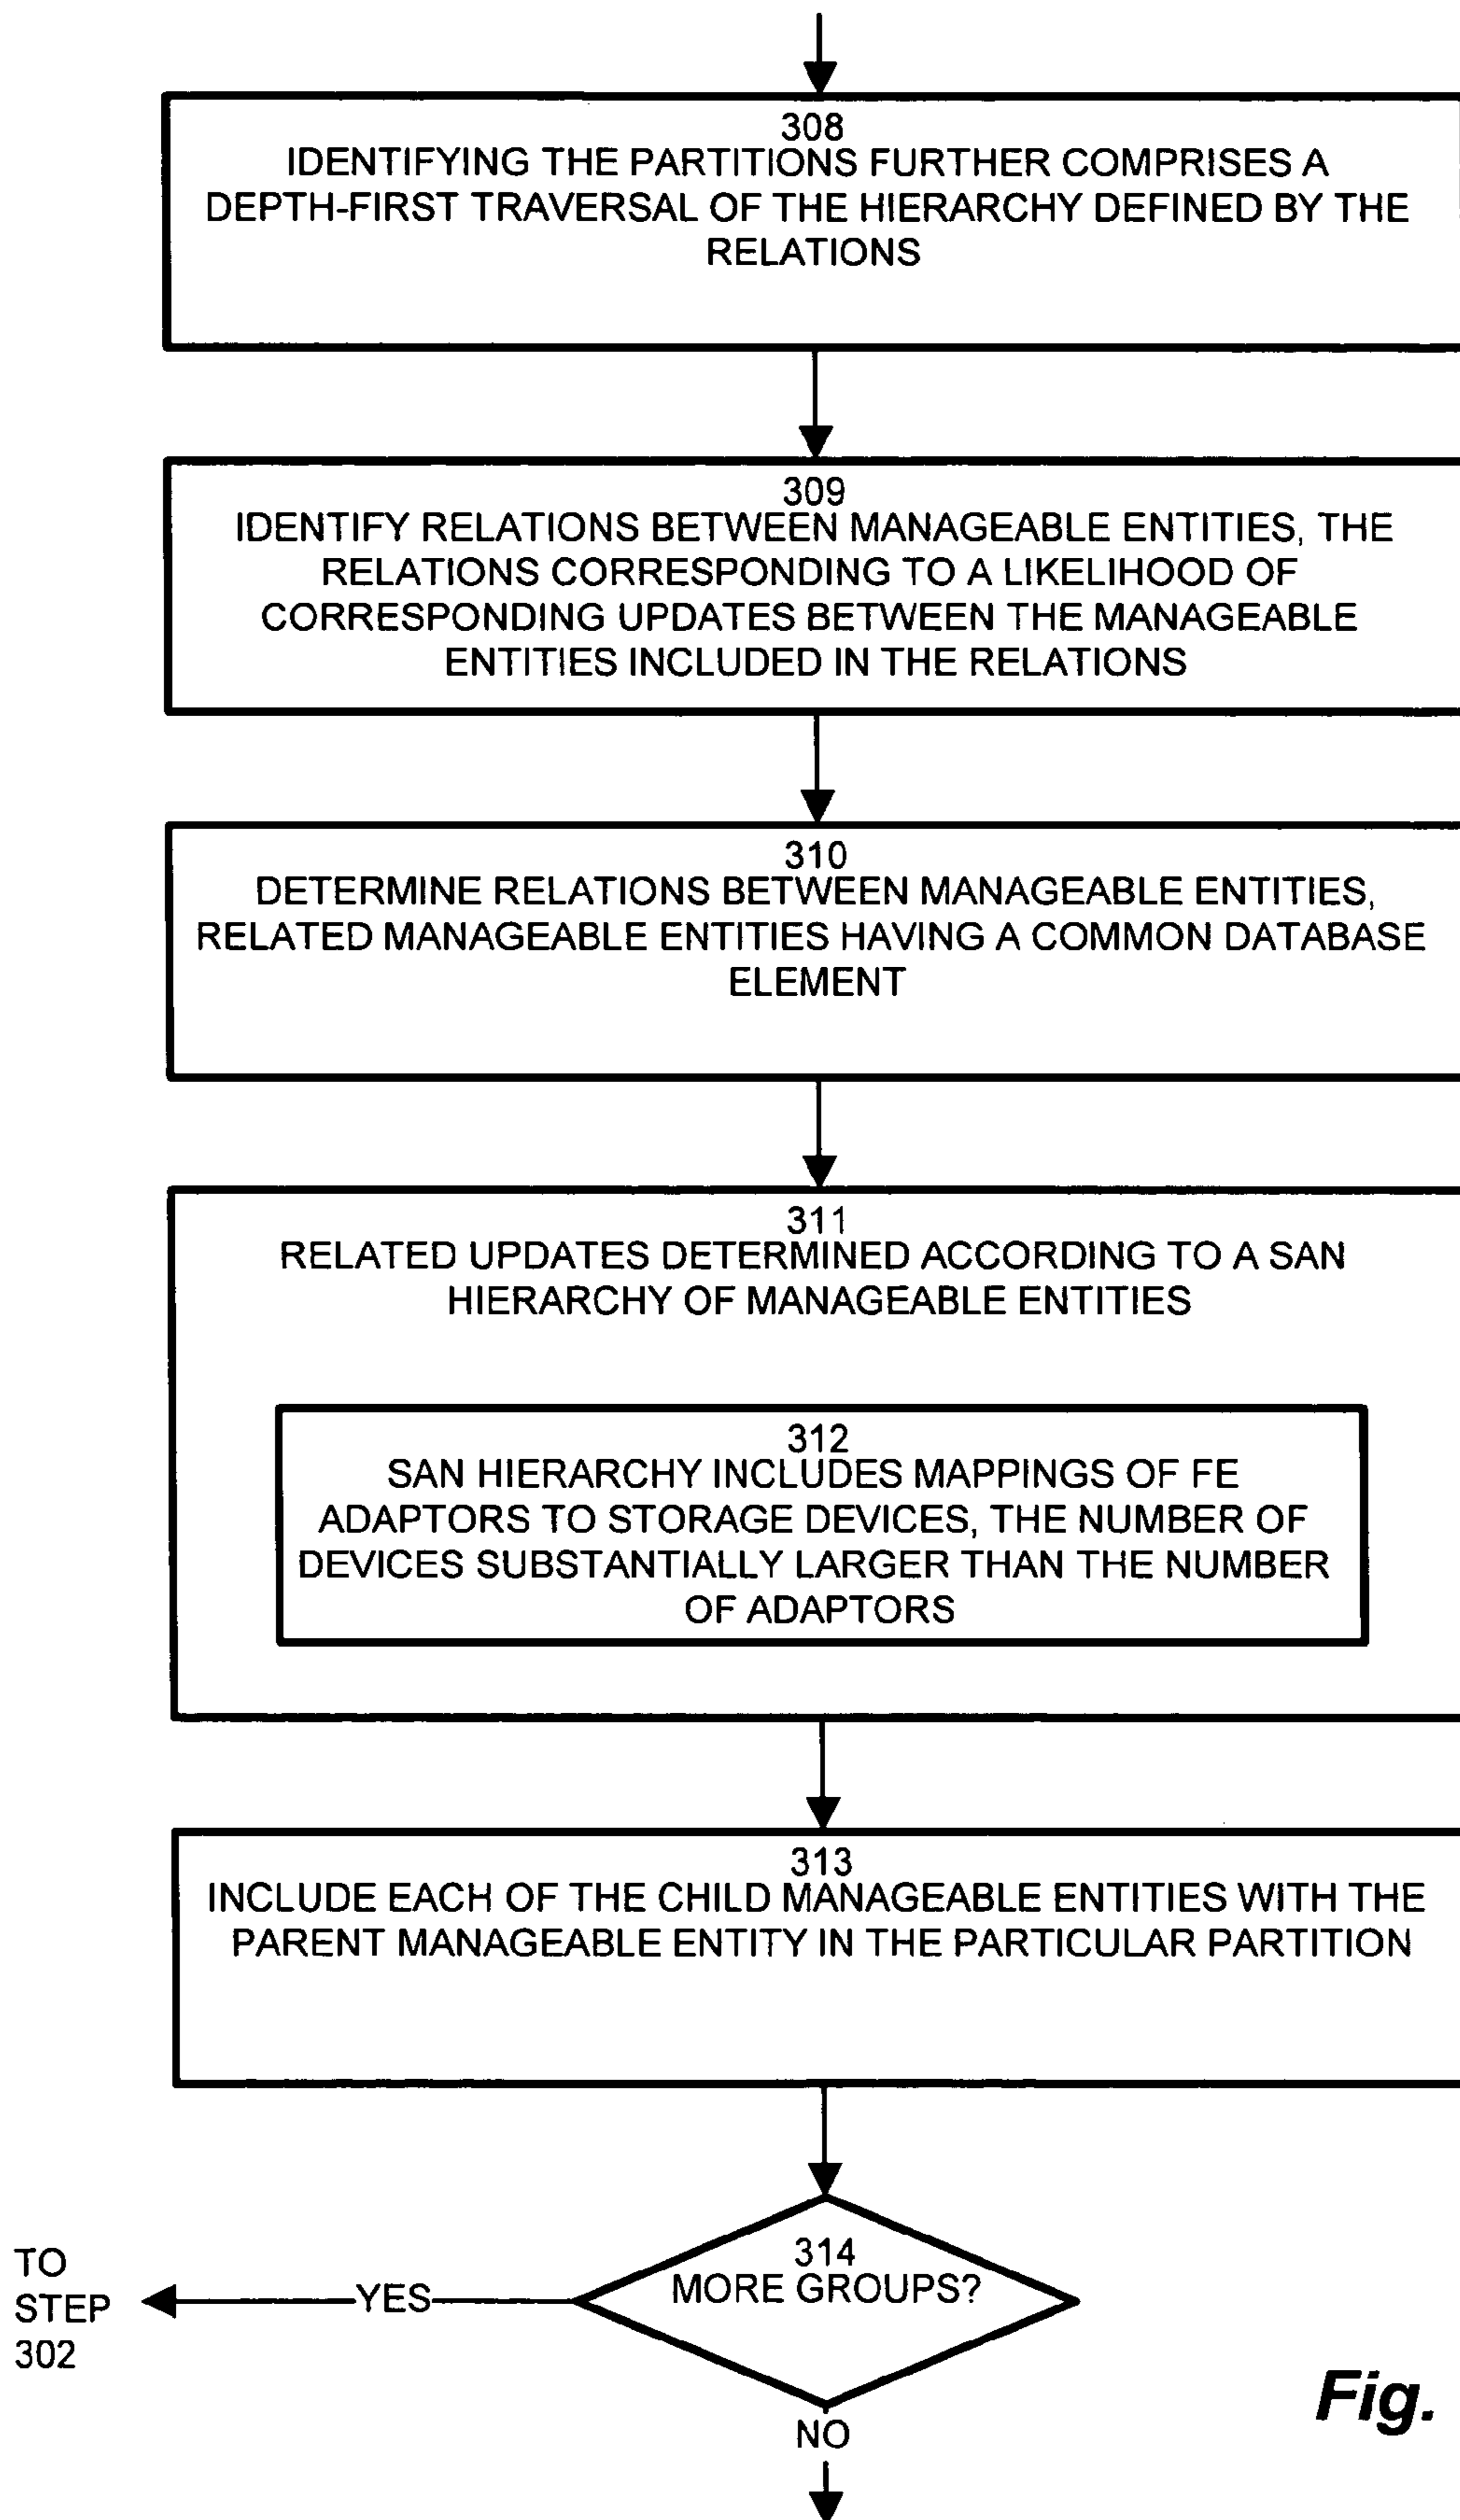 308
IDENTIFYING THE PARTITIONS FURTHER COMPRISES A
DEPTH-FIRST TRAVERSAL OF THE HIERARCHY DEFINED BY THE
RELATIONS
309
IDENTIFY RELATIONS BETWEEN MANAGEABLE ENTITIES, THE
RELATIONS CORRESPONDING TO A LIKELIHOOD OF
CORRESPONDING UPDATES BETWEEN THE MANAGEABLE
ENTITIES INCLUDED IN THE RELATIONS
310
DETERMINE RELATIONS BETWEEN MANAGEABLE ENTITIES,
RELATED MANAGEABLE ENTITIES HAVING A COMMON DATABASE
ELEMENT
311
RELATED UPDATES DETERMINED ACCORDING TO A SAN
HIERARCHY OF MANAGEABLE ENTITIES
312
SAN HIERARCHY INCLUDES MAPPINGS OF FE
ADAPTORS TO STORAGE DEVICES, THE NUMBER OF
DEVICES SUBSTANTIALLY LARGER THAN THE NUMBER
OF ADAPTORS
313
INCLUDE EACH OF THE CHILD MANAGEABLE ENTITIES WITH THE
PARENT MANAGEABLE ENTITY IN THE PARTICULAR PARTITION
314
MORE GROUPS?
YES
TO
STEP
302
NO
Fig.